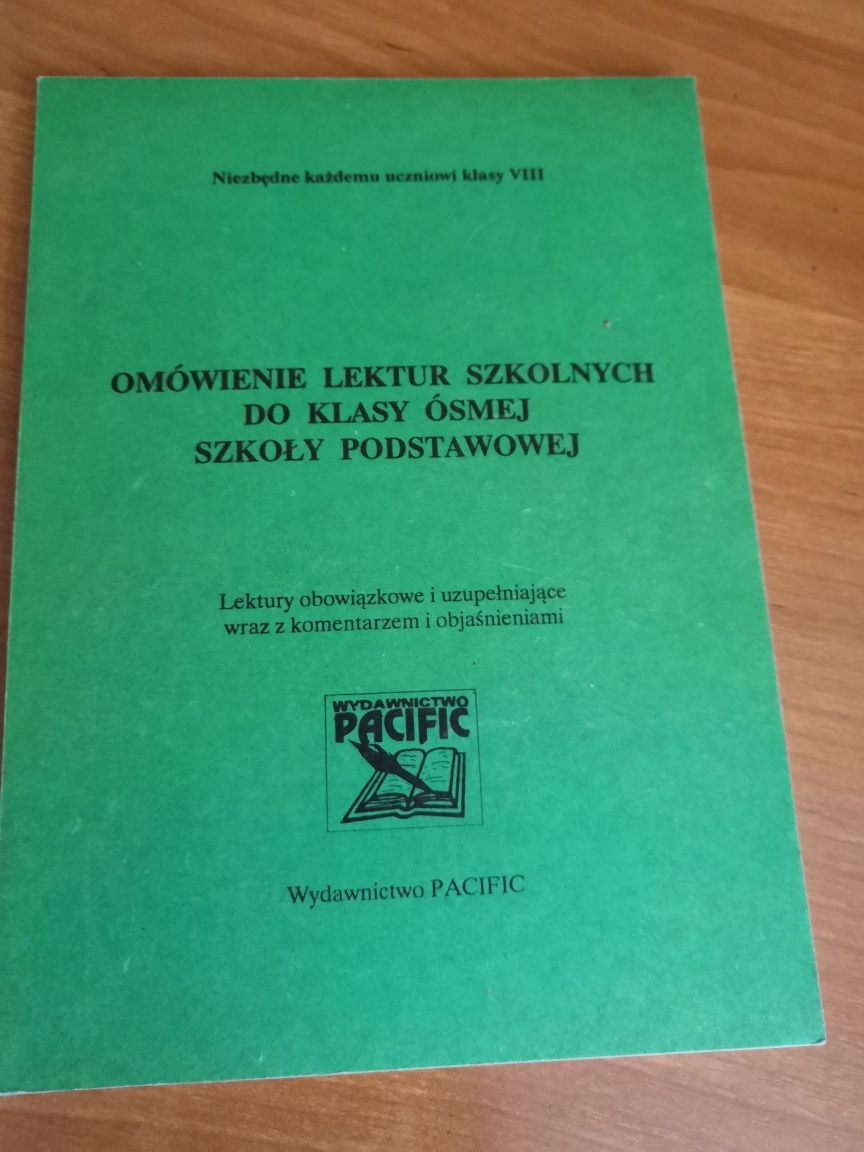 Niezbędne każdemu uczniowi klasy VIII
OMÓWIENIE LEKTUR SZKOLNYCH
DO KLASY ÓSMEJ
SZKOŁY PODSTAWOWEJ
Lektury obowiązkowe i uzupełniające
wraz z komentarzem i objaśnieniami
WYDAWNICTWO
PACIFIC
Wydawnictwo PACIFIC